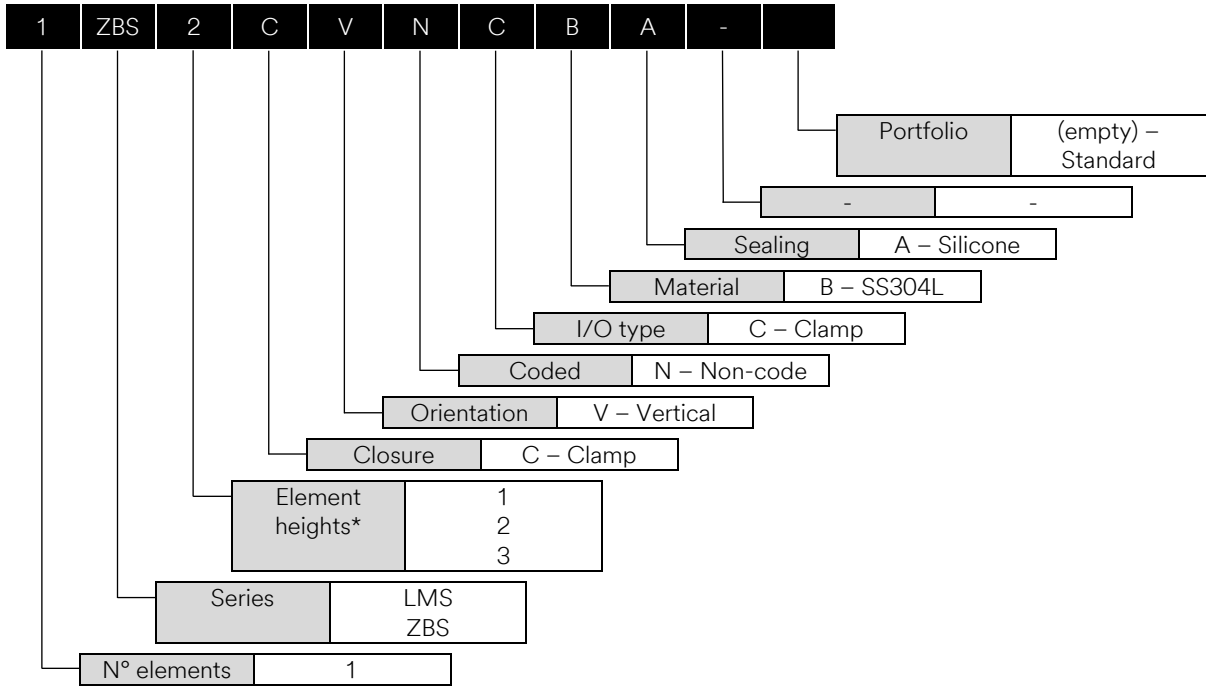 1 ZBS 2 C V N C B A -
Portfolio (empty) –
Standard
- -
Sealing A – Silicone
Material B – SS304L
I/O type C – Clamp
Coded N – Non-code
Orientation V – Vertical
Closure C – Clamp
Element 1
heights* 2
3
Series LMS
ZBS
N° elements 1